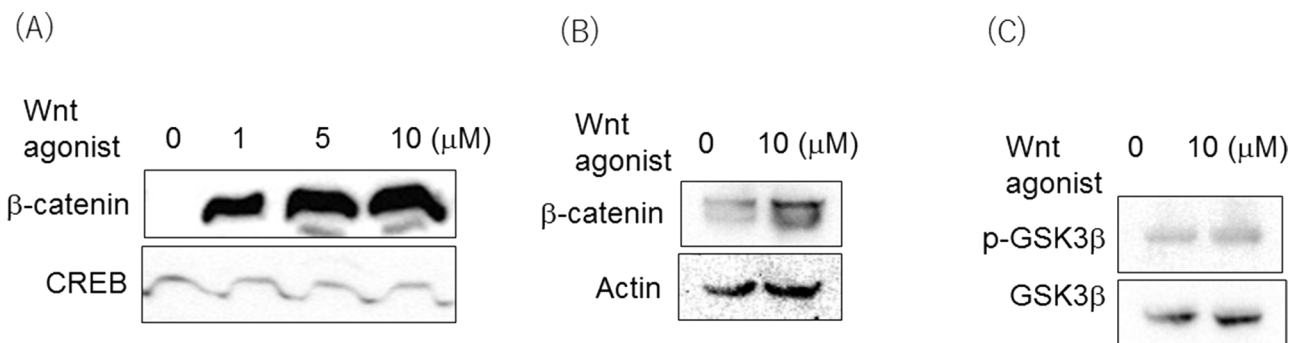 (A)
Wnt
agonist
0 1 5 10 (μM)
β-catenin
CREB
(B)
Wnt
agonist
0 10 (μM)
β-catenin
Actin
(C)
Wnt
agonist
0 10 (μM)
p-GSK3β
GSK3β